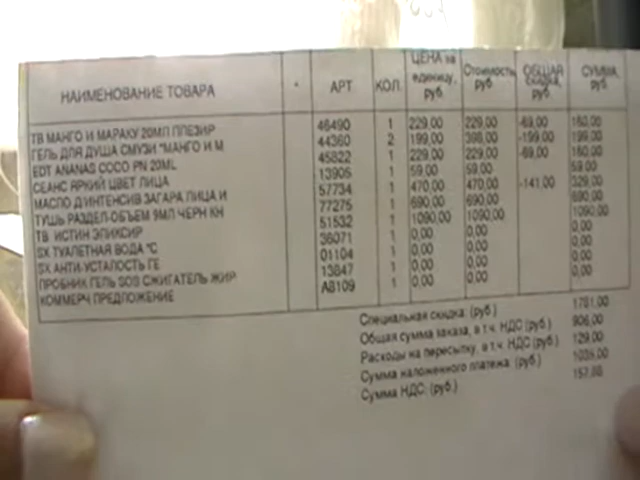 НАИМЕНОВАНИЕ ТОВАРА * АРТ КОЛ. ЦЕНА за единицу, руб. Стоимость, руб. ОБЩАЯ скидка, руб. СУММА, руб.
ТВ МАНГО И МАРАКУ 20МЛ ПЛЕЗИР 46490 1 229,00 229,00 -69,00 160,00
ГЕЛЬ ДЛЯ ДУША СМУЗИ "МАНГО И М 44360 2 199,00 398,00 -199,00 199,00
EDT ANANAS COCO PN 20ML 45822 1 229,00 229,00 -69,00 160,00
СЕАНС ЯРКИЙ ЦВЕТ ЛИЦА 13905 1 59,00 59,00 59,00
МАСЛО Д\ИНТЕНСИВ ЗАГАРА ЛИЦА И 57734 1 470,00 470,00 -141,00 329,00
ТУШЬ РАЗДЕЛ-ОБЪЕМ 9МЛ ЧЕРН КН 77275 1 690,00 690,00 690,00
ТВ ИСТИН ЭЛИКСИР 51532 1 1090,00 1090,00 1090,00
SX ТУАЛЕТНАЯ ВОДА "С 36071 1 0,00 0,00 0,00
SX АНТИ-УСТАЛОСТЬ ГЕ 01104 1 0,00 0,00 0,00
ПРОБНИК ГЕЛЬ SOS СЖИГАТЕЛЬ ЖИР 13847 1 0,00 0,00 0,00
КОММЕРЧ ПРЕДЛОЖЕНИЕ A8109 1 0,00 0,00 0,00
Специальная скидка: (руб.) 1781,00
Общая сумма заказа, в т.ч. НДС (руб.) 906,00
Расходы на пересылку, в т.ч. НДС (руб.) 129,00
Сумма наложенного платежа: (руб.) 1035,00
Сумма НДС: (руб.)